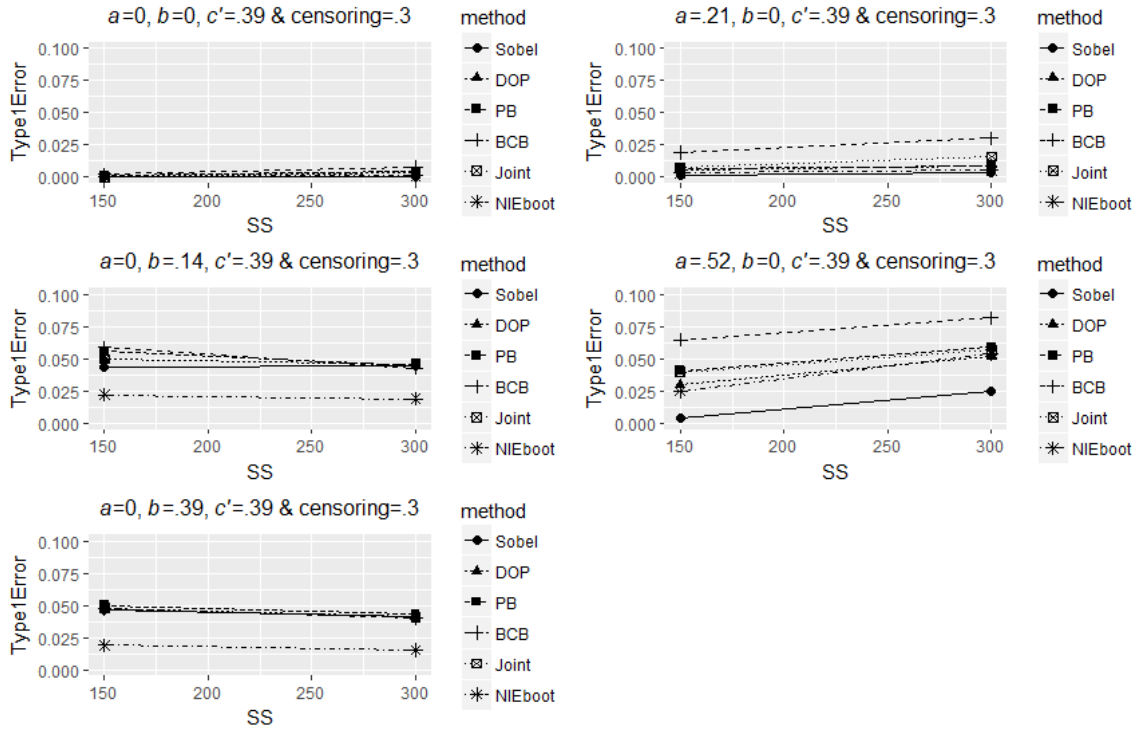 a=0, b=0, c'=.39 & censoring=.3
Type1Error
0.100
0.075
0.050
0.025
0.000
150
200
250
300
SS
method
Sobel
DOP
PB
BCB
Joint
NIEboot
a=.21, b=0, c'=.39 & censoring=.3
Type1Error
0.100
0.075
0.050
0.025
0.000
150
200
250
300
SS
method
Sobel
DOP
PB
BCB
Joint
NIEboot
a=0, b=.14, c'=.39 & censoring=.3
Type1Error
0.100
0.075
0.050
0.025
0.000
150
200
250
300
SS
method
Sobel
DOP
PB
BCB
Joint
NIEboot
a=.52, b=0, c'=.39 & censoring=.3
Type1Error
0.100
0.075
0.050
0.025
0.000
150
200
250
300
SS
method
Sobel
DOP
PB
BCB
Joint
NIEboot
a=0, b=.39, c'=.39 & censoring=.3
Type1Error
0.100
0.075
0.050
0.025
0.000
150
200
250
300
SS
method
Sobel
DOP
PB
BCB
Joint
NIEboot